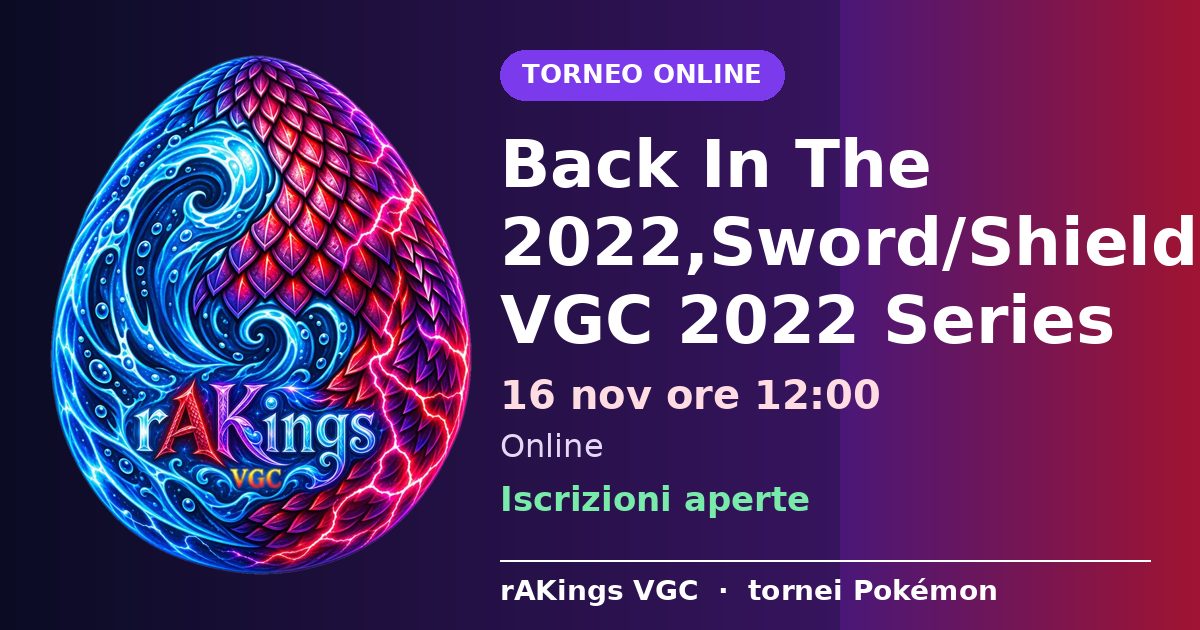 TORNEO ONLINE
Back In The
2022,Sword/Shield
VGC 2022 Series
16 nov ore 12:00
Online
Iscrizioni aperte
rAKings VGC · tornei Pokémon
rAKings
VGC